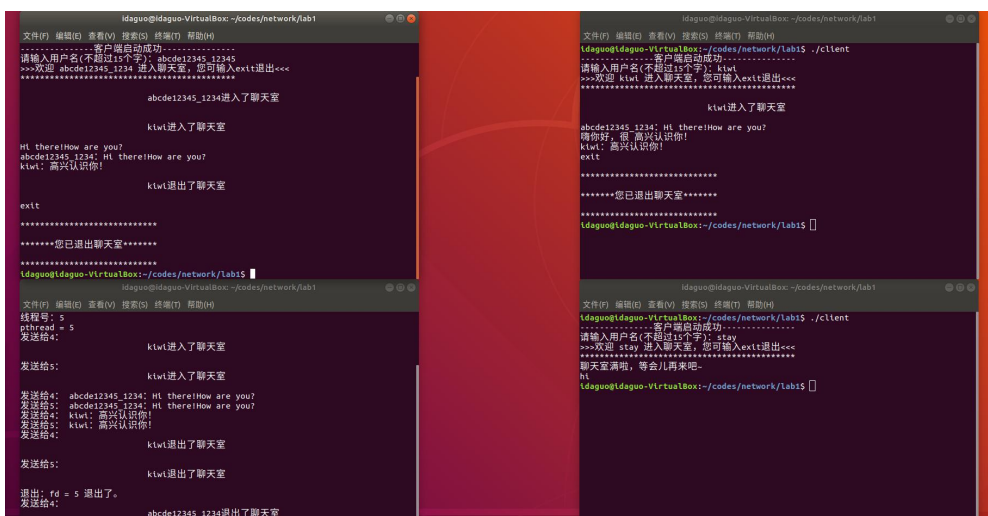 idaguo@idaguo-VirtualBox: ~/codes/network/lab1
文件(F) 编辑(E) 查看(V) 搜索(S) 终端(T) 帮助(H)
---------------客户端启动成功---------------
请输入用户名(不超过15个字): abcde12345_12345
>>>欢迎 abcde12345_1234 进入聊天室, 您可输入exit退出<<<
********************************************
abcde12345_1234进入了聊天室
kiwi进入了聊天室
Hi there!How are you?
abcde12345_1234: Hi there!How are you?
kiwi: 高兴认识你!
kiwi退出了聊天室
exit
****************************
*******您已退出聊天室*******
****************************
idaguo@idaguo-VirtualBox:~/codes/network/lab1$
idaguo@idaguo-VirtualBox: ~/codes/network/lab1
文件(F) 编辑(E) 查看(V) 搜索(S) 终端(T) 帮助(H)
idaguo@idaguo-VirtualBox:~/codes/network/lab1$ ./client
---------------客户端启动成功---------------
请输入用户名(不超过15个字): kiwi
>>>欢迎 kiwi 进入聊天室, 您可输入exit退出<<<
********************************************
kiwi进入了聊天室
abcde12345_1234: Hi there!How are you?
嗨你好, 很 高兴认识你!
kiwi: 高兴认识你!
exit
****************************
*******您已退出聊天室*******
****************************
idaguo@idaguo-VirtualBox:~/codes/network/lab1$
idaguo@idaguo-VirtualBox: ~/codes/network/lab1
文件(F) 编辑(E) 查看(V) 搜索(S) 终端(T) 帮助(H)
线程号: 5
pthread = 5
发送给4:
kiwi进入了聊天室
发送给5:
kiwi进入了聊天室
发送给4: abcde12345_1234: Hi there!How are you?
发送给5: abcde12345_1234: Hi there!How are you?
发送给4: kiwi: 高兴认识你!
发送给5: kiwi: 高兴认识你!
发送给4:
kiwi退出了聊天室
发送给5:
kiwi退出了聊天室
退出: fd = 5 退出了。
发送给4:
abcde12345_1234退出了聊天室
idaguo@idaguo-VirtualBox: ~/codes/network/lab1
文件(F) 编辑(E) 查看(V) 搜索(S) 终端(T) 帮助(H)
idaguo@idaguo-VirtualBox:~/codes/network/lab1$ ./client
---------------客户端启动成功---------------
请输入用户名(不超过15个字): stay
>>>欢迎 stay 进入聊天室, 您可输入exit退出<<<
********************************************
聊天室满啦, 等会儿再来吧~
hi
idaguo@idaguo-VirtualBox:~/codes/network/lab1$